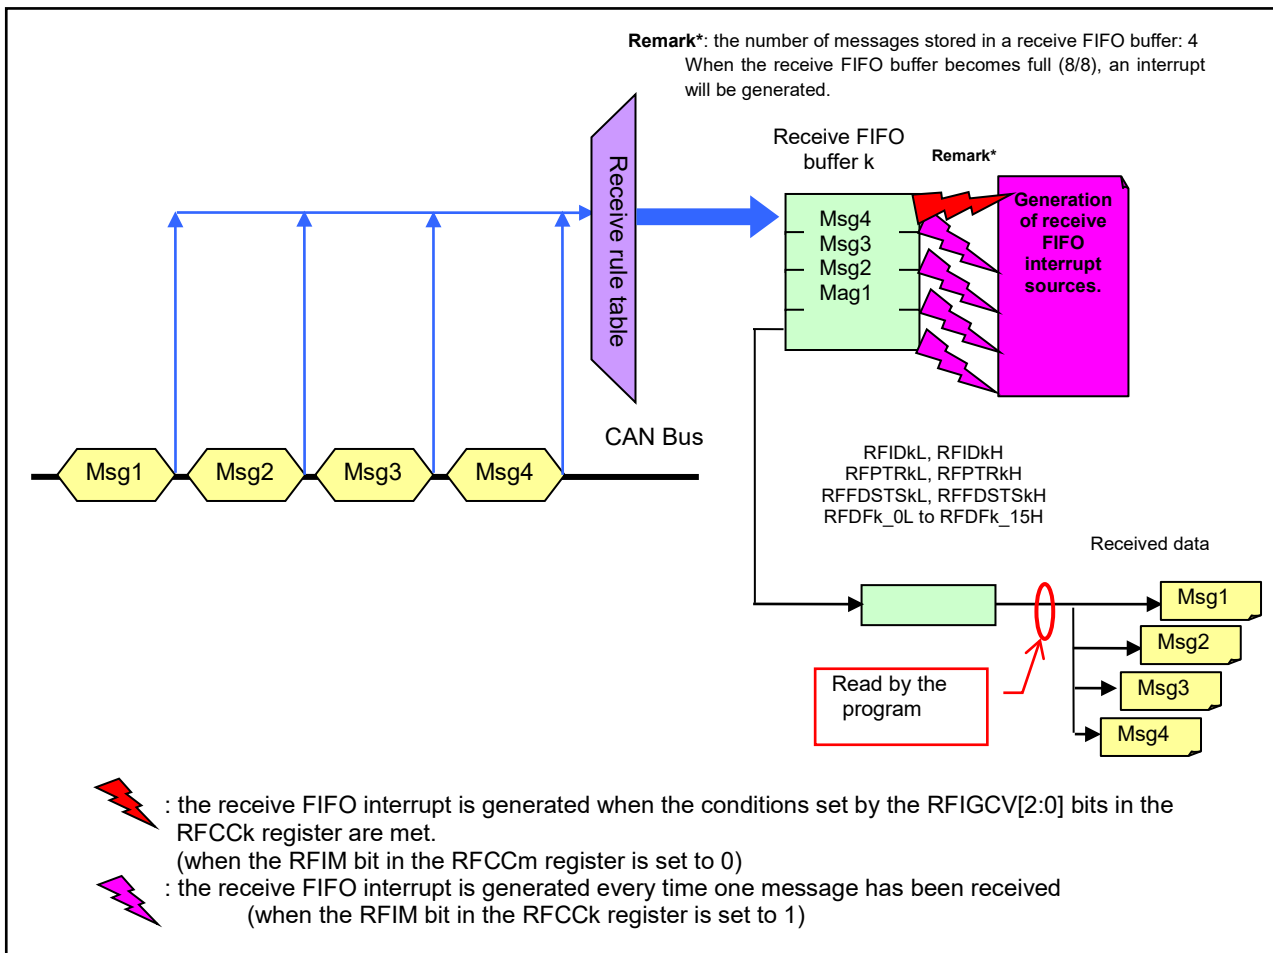 Remark*: the number of messages stored in a receive FIFO buffer: 4
When the receive FIFO buffer becomes full (8/8), an interrupt
will be generated.
Receive FIFO
buffer k
Remark*
Receive rule table
Msg4
Msg3
Msg2
Mag1
Generation
of receive
FIFO
interrupt
sources.
CAN Bus
Msg1
Msg2
Msg3
Msg4
RFIDkL, RFIDkH
RFPTRkL, RFPTRkH
RFFDSTSkL, RFFDSTSkH
RFDFk_0L to RFDFk_15H
Received data
Msg1
Msg2
Msg3
Msg4
Read by the
program
: the receive FIFO interrupt is generated when the conditions set by the RFIGCV[2:0] bits in the
RFCCk register are met.
(when the RFIM bit in the RFCCm register is set to 0)
: the receive FIFO interrupt is generated every time one message has been received
(when the RFIM bit in the RFCCk register is set to 1)